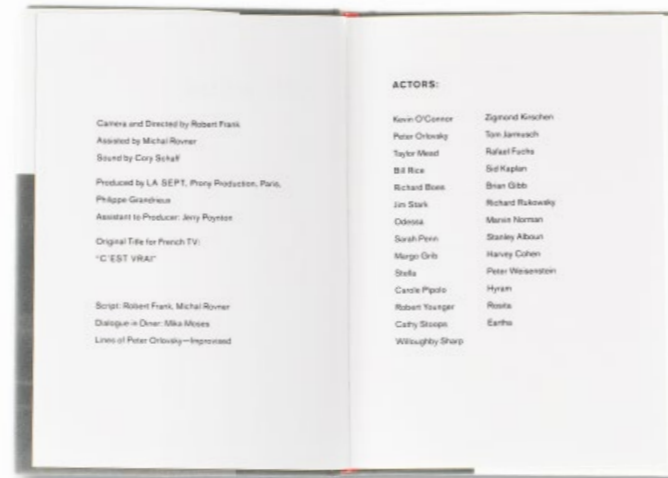 Camera and Directed by Robert Frank
Assisted by Michal Rovner
Sound by Cory Schaff
Produced by LA SEPT, Prony Production, Paris,
Philippe Grandrieux
Assistant to Producer: Jerry Poynton
Original Title for French TV:
"C'EST VRAI"
Script: Robert Frank, Michal Rovner
Dialogue in Diner: Mika Moses
Lines of Peter Orlovsky—Improvised
ACTORS:
Kevin O'Connor
Peter Orlovsky
Taylor Mead
Bill Rice
Richard Boes
Jim Stark
Odessa
Sarah Penn
Margo Grib
Stella
Carole Pipolo
Robert Younger
Cathy
Willoughby Sharp
Zigmond Kirschen
Tom Jarmusch
Rafael Fuchs
Sid Kaplan
Brian Gibb
Richard Rukowsky
Marvin Norman
Stanley Alboun
Harvey Cohen
Peter Weisenstein
Hyram
Rosita
Eartha